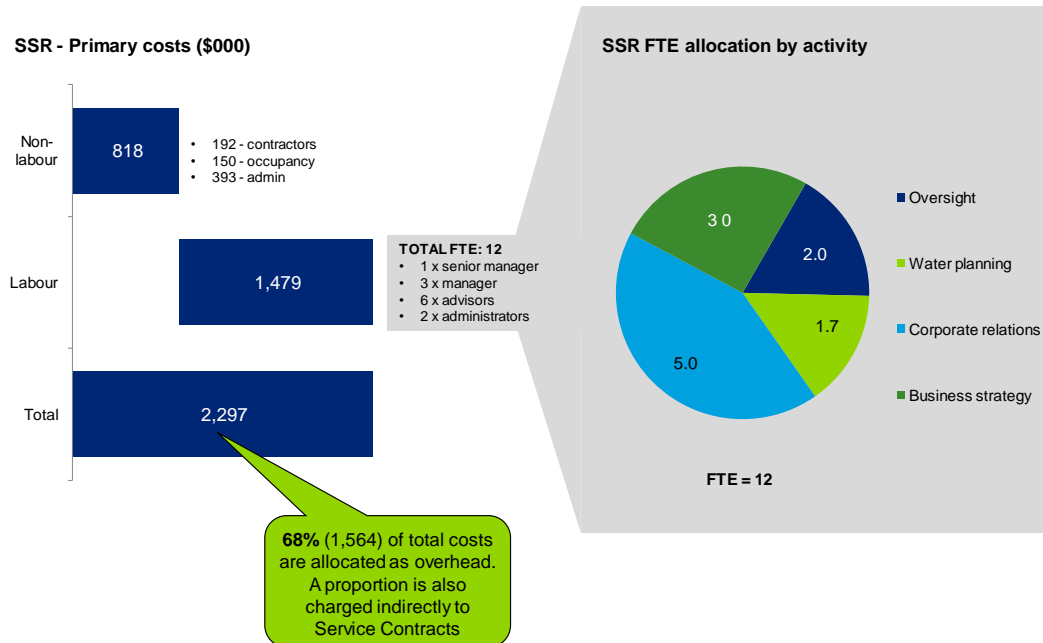 SSR - Primary costs ($000)
Non-
labour
818
• 192 - contractors
• 150 - occupancy
• 393 - admin
Labour
1,479
TOTAL FTE: 12
• 1 x senior manager
• 3 x manager
• 6 x advisors
• 2 x administrators
Total
2,297
68% (1,564) of total costs
are allocated as overhead.
A proportion is also
charged indirectly to
Service Contracts
SSR FTE allocation by activity
3 0
2.0
1.7
5.0
Oversight
Water planning
Corporate relations
Business strategy
FTE = 12